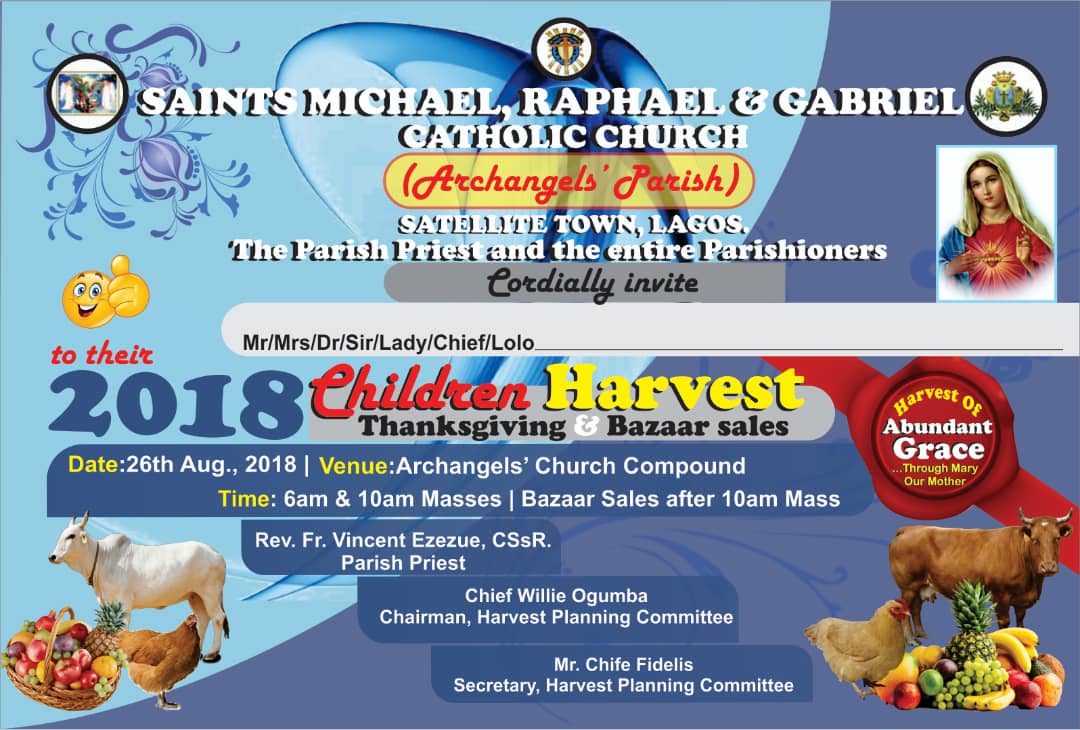 SAINTS MICHAEL, RAPHAEL & GABRIEL
CATHOLIC CHURCH
(Archangels' Parish)
SATELLITE TOWN, LAGOS.
The Parish Priest and the entire Parishioners
Cordially invite
Mr/Mrs/Dr/Sir/Lady/Chief/Lolo
to their
2018 Children Harvest
Thanksgiving & Bazaar sales
Harvest Of
Abundant
Grace
...Through Mary
Our Mother
Date:26th Aug., 2018 | Venue:Archangels' Church Compound
Time: 6am & 10am Masses | Bazaar Sales after 10am Mass
Rev. Fr. Vincent Ezezue, CSsR.
Parish Priest
Chief Willie Ogumba
Chairman, Harvest Planning Committee
Mr. Chife Fidelis
Secretary, Harvest Planning Committee